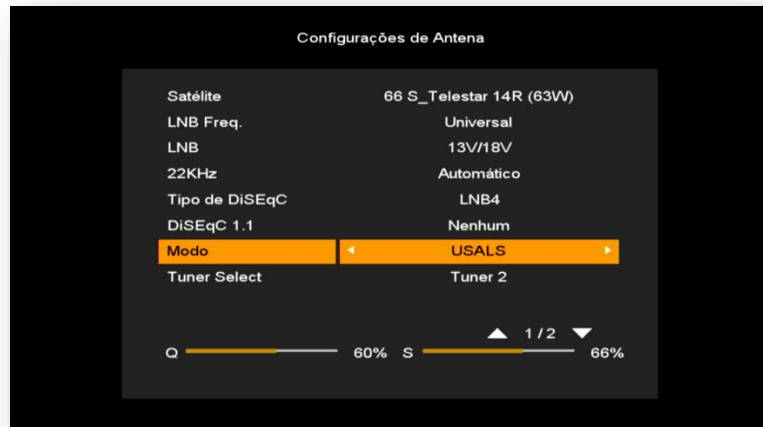 Configurações de Antena
Satélite 66 S_Telestar 14R (63W)
LNB Freq. Universal
LNB 13V/18V
22KHz Automático
Tipo de DiSEqC LNB4
DiSEqC 1.1 Nenhum
Modo USALS
Tuner Select Tuner 2
1/2
Q 60% S 66%